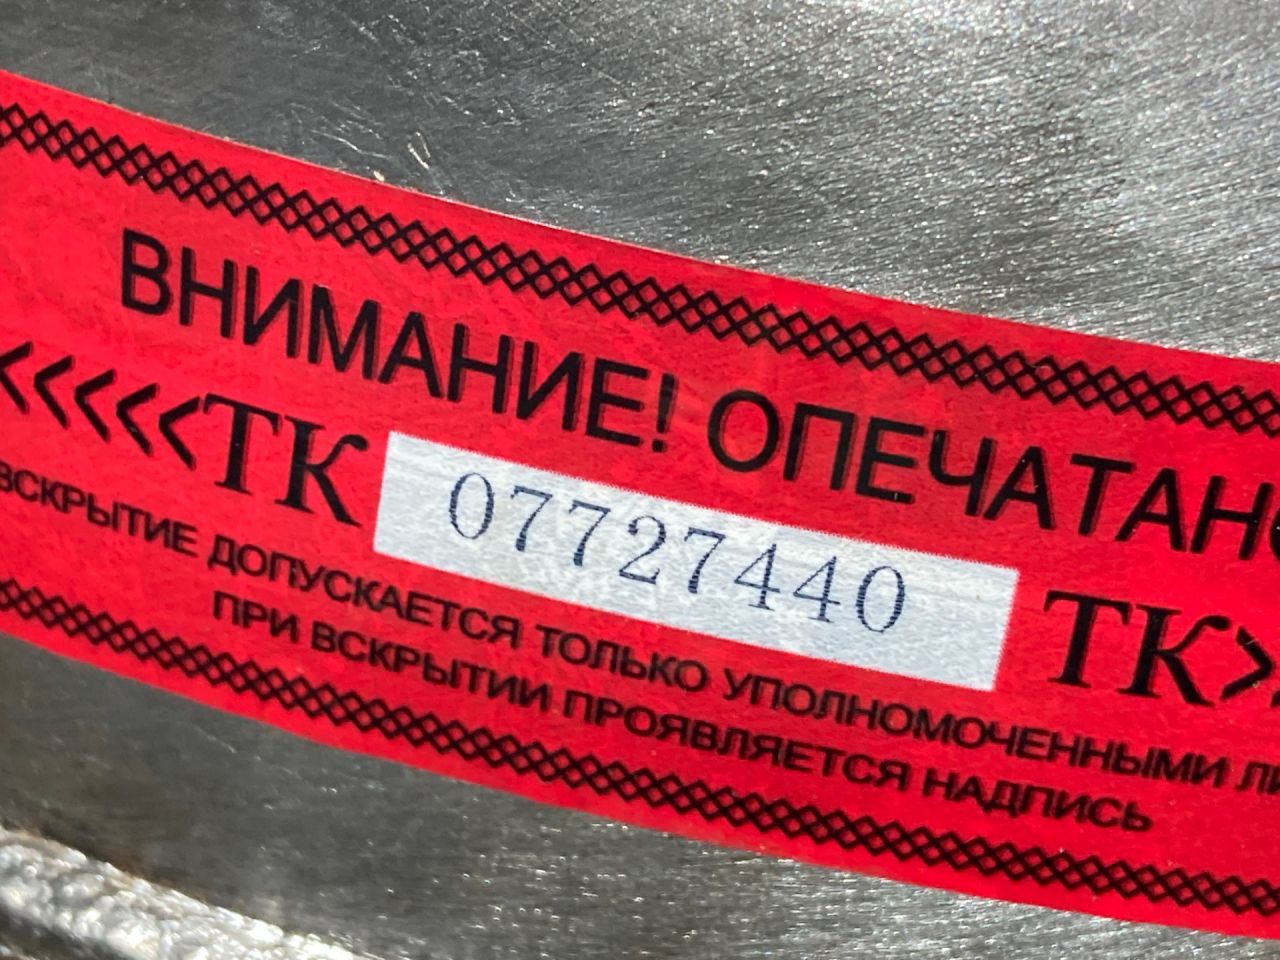 ВНИМАНИЕ! ОПЕЧАТАНО
<<<<<ТК 07727440 ТК>
ВСКРЫТИЕ ДОПУСКАЕТСЯ ТОЛЬКО УПОЛНОМОЧЕННЫМИ
ПРИ ВСКРЫТИИ ПРОЯВЛЯЕТСЯ НАДПИСЬ